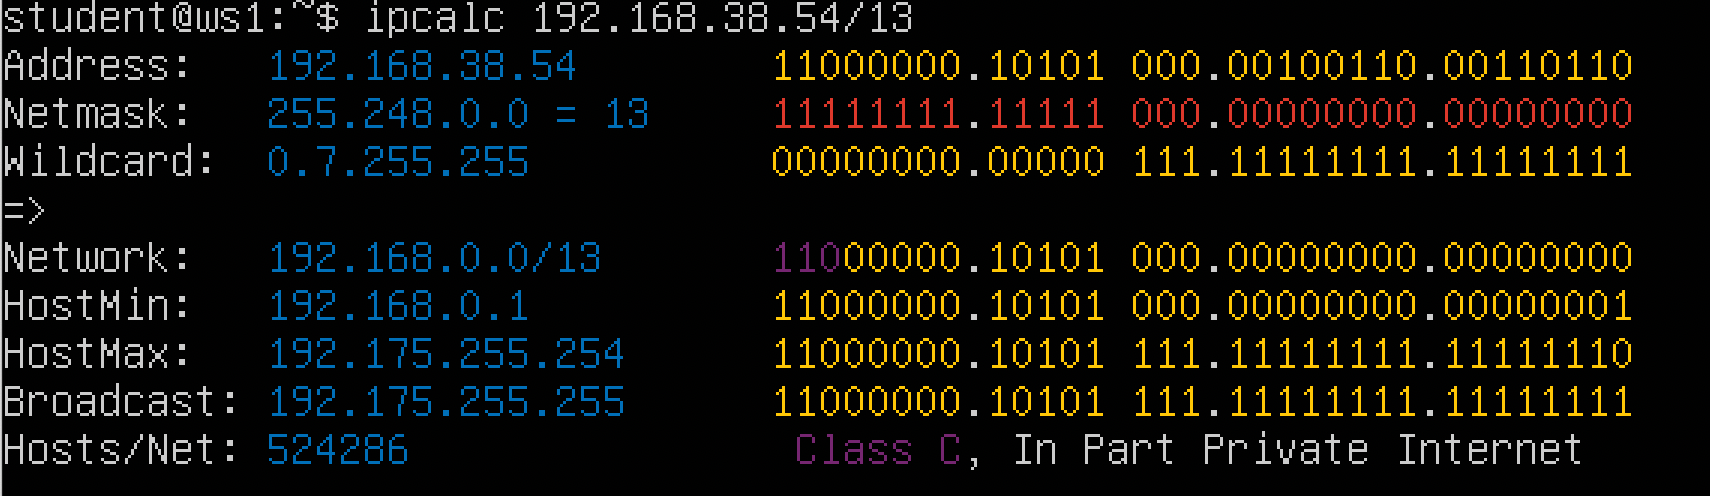 student@ws1:~$ ipcalc 192.168.38.54/13
Address:   192.168.38.54        11000000.10101 000.00100110.00110110
Netmask:   255.248.0.0 = 13     11111111.11111 000.00000000.00000000
Wildcard:  0.7.255.255          00000000.00000 111.11111111.11111111
=>
Network:   192.168.0.0/13       11000000.10101 000.00000000.00000000
HostMin:   192.168.0.1          11000000.10101 000.00000000.00000001
HostMax:   192.175.255.254      11000000.10101 111.11111111.11111110
Broadcast: 192.175.255.255      11000000.10101 111.11111111.11111111
Hosts/Net: 524286                Class C, In Part Private Internet